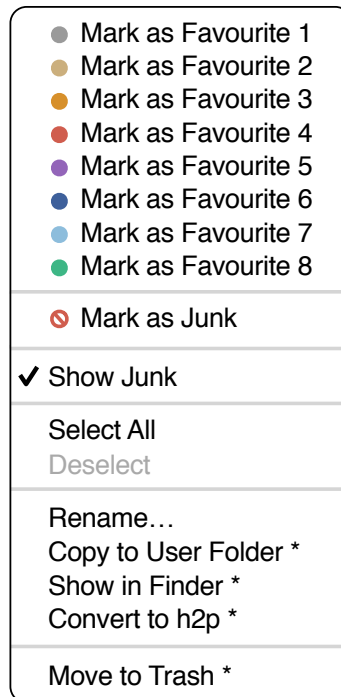 Mark as Favourite 1
Mark as Favourite 2
Mark as Favourite 3
Mark as Favourite 4
Mark as Favourite 5
Mark as Favourite 6
Mark as Favourite 7
Mark as Favourite 8
Mark as Junk
✓ Show Junk
Select All
Deselect
Rename…
Copy to User Folder *
Show in Finder *
Convert to h2p *
Move to Trash *